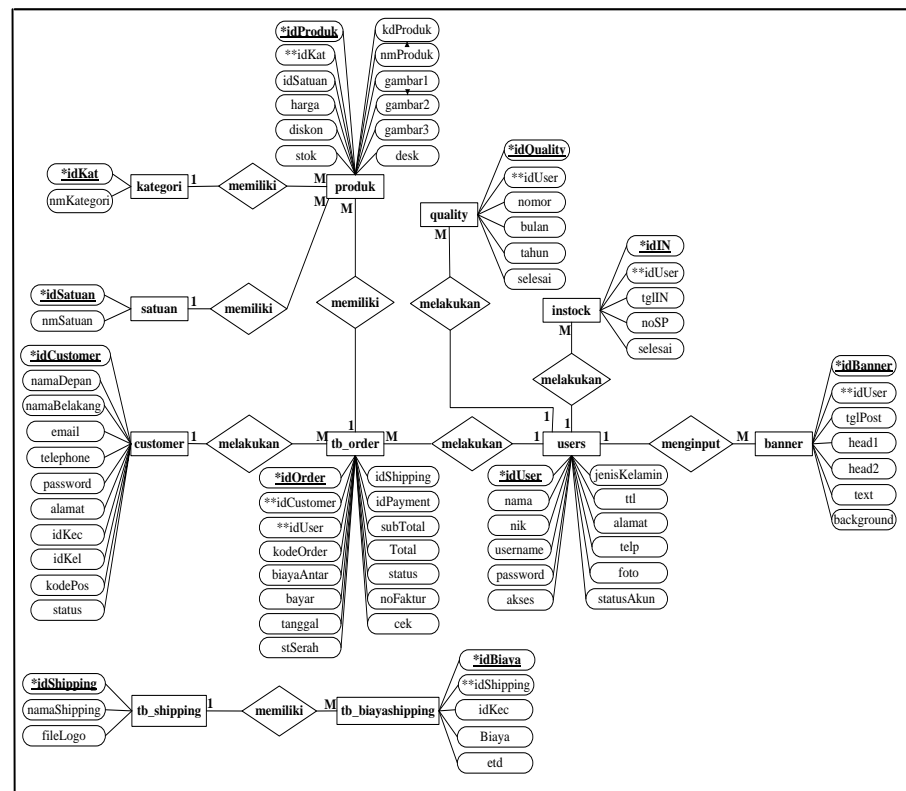 *idProduk
**idKat
idSatuan
harga
diskon
stok
kdProduk
nmProduk
gambar1
gambar2
gambar3
desk
*idKat
nmKategori
kategori
1
memiliki
M
produk
M
M
*idQuality
**idUser
nomor
bulan
tahun
selesai
quality
M
melakukan
1
*idSatuan
nmSatuan
satuan
1
memiliki
memiliki
1
*idIN
**idUser
tglIN
noSP
selesai
instock
M
melakukan
1
*idCustomer
namaDepan
namaBelakang
email
telephone
password
alamat
idKec
idKel
kodePos
status
customer
1
melakukan
M
tb_order
M
melakukan
1
users
1
menginput
M
banner
*idBanner
**idUser
tglPost
head1
head2
text
background
*idOrder
**idCustomer
**idUser
kodeOrder
biayaAntar
bayar
tanggal
stSerah
idShipping
idPayment
subTotal
Total
status
noFaktur
cek
*idUser
nama
nik
username
password
akses
jenisKelamin
ttl
alamat
telp
foto
statusAkun
*idShipping
namaShipping
fileLogo
tb_shipping
1
memiliki
M
tb_biayashipping
*idBiaya
**idShipping
idKec
Biaya
etd